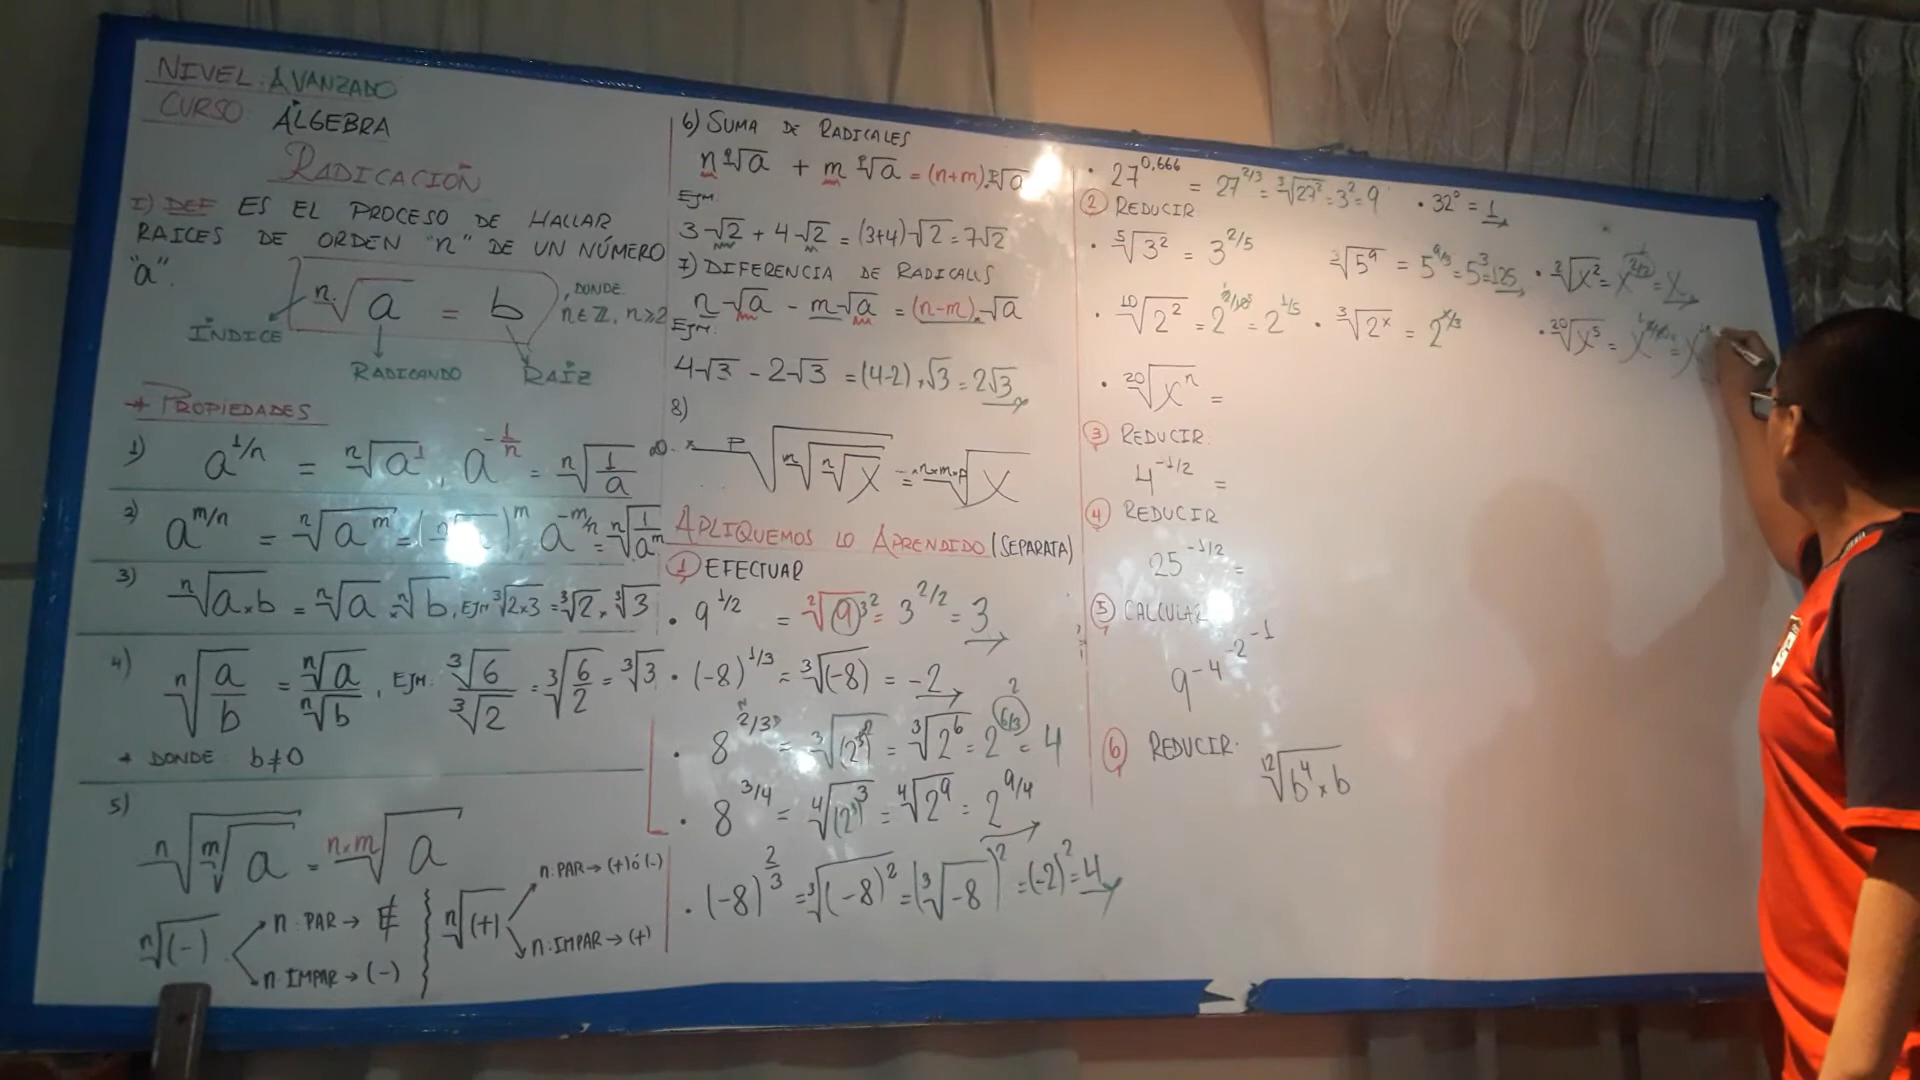 NIVEL: AVANZADO
CURSO ÁLGEBRA
RADICACIÓN
I) DEF ES EL PROCESO DE HALLAR
RAICES DE ORDEN "n" DE UN NÚMERO
"a".
ⁿ√a = b , DONDE n∈ℤ, n≥2
ÍNDICE
RADICANDO
RAÍZ
→ PROPIEDADES
1) a^(1/n) = ⁿ√a¹, a^(-1/n) = ⁿ√(1/a)
2) a^(m/n) = ⁿ√(a^m) = ( )^m a^(-m/n) = ⁿ√(1/a^m)
3) ⁿ√(a×b) = ⁿ√a × ⁿ√b, EJM ³√(2×3) = ³√2 × ³√3
4) ⁿ√(a/b) = ⁿ√a/ⁿ√b, EJM: ³√6/³√2 = ³√(6/2) = ³√3
+ DONDE b≠0
5)
ⁿ√(ᵐ√a) = ⁿˣᵐ√a
ⁿ√(-)
n: PAR → ∄
n: IMPAR → (-)
ⁿ√(+)
n: PAR → (+) ó (-)
n: IMPAR → (+)
6) SUMA DE RADICALES
n ᵖ√a + m ᵖ√a = (n+m).ᵖ√a
EJM:
3√2 + 4√2 = (3+4)√2 = 7√2
7) DIFERENCIA DE RADICALES
n√a - m√a = (n-m).√a
EJM:
4√3 - 2√3 = (4-2).√3 = 2√3
8)
ᵖ√(ᵐ√(ⁿ√x)) = ⁿˣᵐˣᵖ√x
APLIQUEMOS LO APRENDIDO (SEPARATA)
① EFECTUAR
• 9^(1/2) = ²√9 3² = 3^(2/2) = 3
• (-8)^(1/3) = ³√(-8) = -2
• 8^(2/3) = ³√((2³)²) = ³√(2⁶) = 2^(6/3) = 4
2
• 8^(3/4) = ⁴√((2³)³) = ⁴√(2⁹) = 2^(9/4)
• (-8)^(2/3) = ³√((-8)²) = (³√-8)² = (-2)² = 4
• 27^(0,666) = 27^(2/3) = ³√(27²) = 3² = 9 • 32⁰ = 1
② REDUCIR
• ⁵√(3²) = 3^(2/5) ³√(5⁹) = 5^(9/3) = 5³ = 125 • ²√(x²) = x^(2/2) = x
• ¹⁰√(2²) = 2^(2/10) = 2^(1/5) • ³√(2^x) = 2^(x/3) • ²⁰√(x⁵) = x = x
• ²⁰√(xⁿ) =
③ REDUCIR:
4^(-1/2) =
④ REDUCIR
25^(-1/2) =
⑤ CALCULAR
9^(-4^(-2^(-1)))
⑥ REDUCIR: ¹²√(b⁴×b)